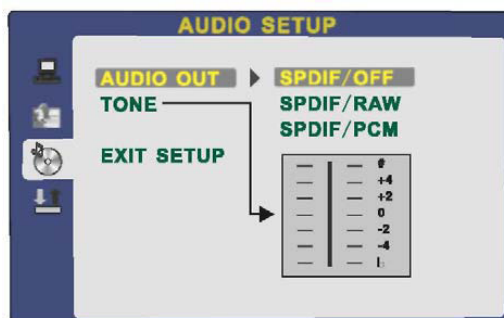 AUDIO SETUP
AUDIO OUT SPDIF/OFF
TONE SPDIF/RAW
SPDIF/PCM
EXIT SETUP
#
+4
+2
0
-2
-4
b